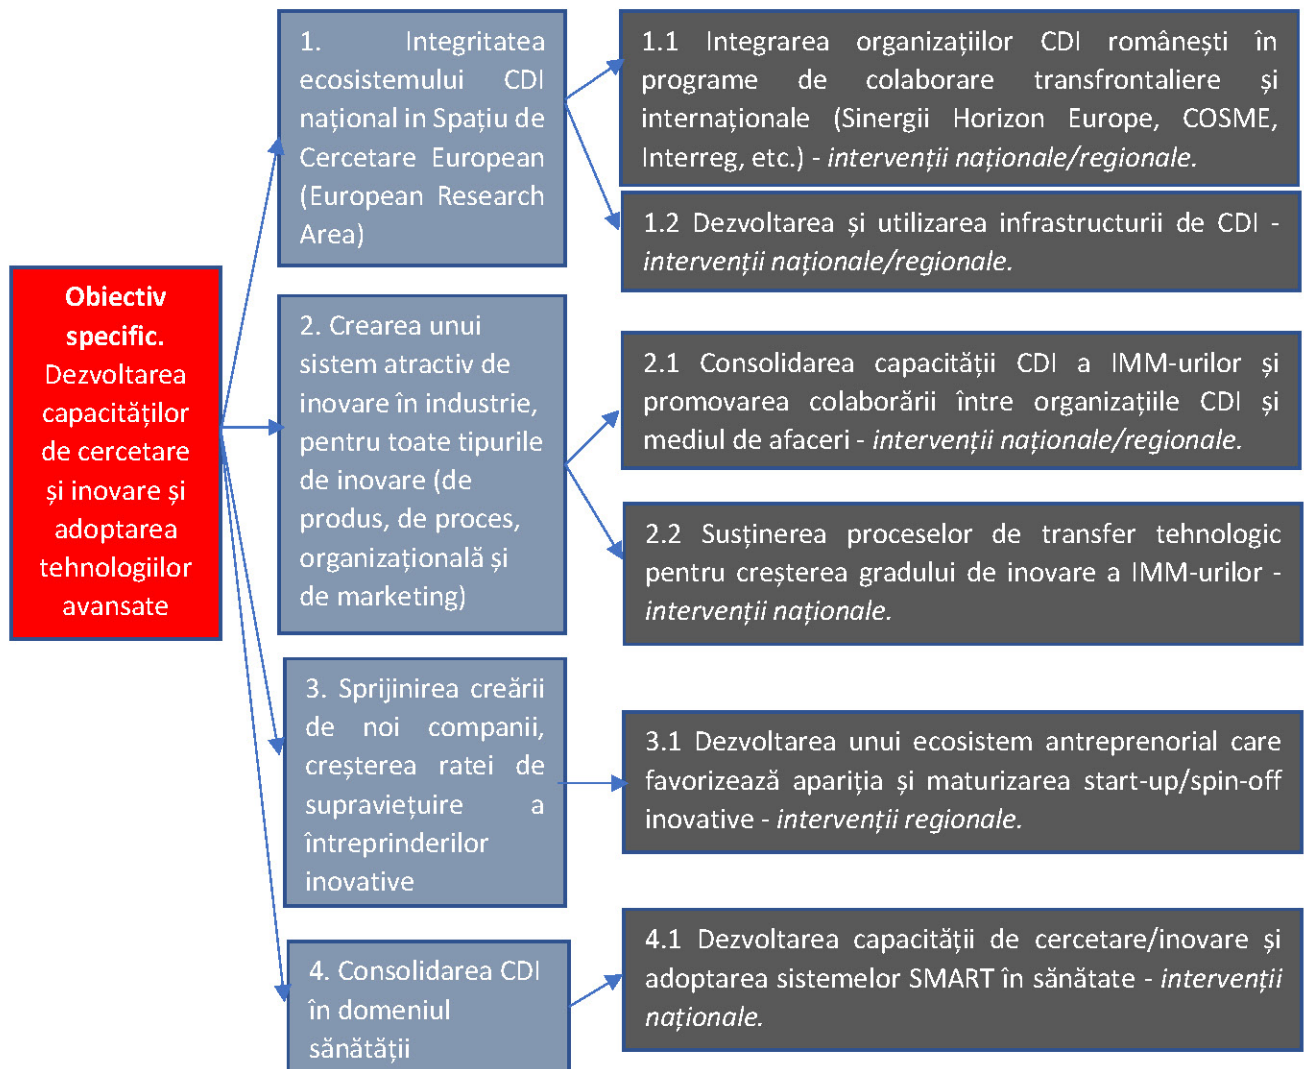 Obiectiv
specific.
Dezvoltarea
capacităților
de cercetare
și inovare și
adoptarea
tehnologiilor
avansate
1. Integritatea
ecosistemului CDI
național in Spațiu de
Cercetare European
(European Research
Area)
1.1 Integrarea organizațiilor CDI românești în
programe de colaborare transfrontaliere și
internaționale (Sinergii Horizon Europe, COSME,
Interreg, etc.) - intervenții naționale/regionale.
1.2 Dezvoltarea și utilizarea infrastructurii de CDI -
intervenții naționale/regionale.
2. Crearea unui
sistem atractiv de
inovare în industrie,
pentru toate tipurile
de inovare (de
produs, de proces,
organizațională și
de marketing)
2.1 Consolidarea capacității CDI a IMM-urilor și
promovarea colaborării între organizațiile CDI și
mediul de afaceri - intervenții naționale/regionale.
2.2 Susținerea proceselor de transfer tehnologic
pentru creșterea gradului de inovare a IMM-urilor -
intervenții naționale.
3. Sprijinirea creării
de noi companii,
creșterea ratei de
supraviețuire a
întreprinderilor
inovative
3.1 Dezvoltarea unui ecosistem antreprenorial care
favorizează apariția și maturizarea start-up/spin-off
inovative - intervenții regionale.
4. Consolidarea CDI
în domeniul
sănătății
4.1 Dezvoltarea capacității de cercetare/inovare și
adoptarea sistemelor SMART în sănătate - intervenții
naționale.